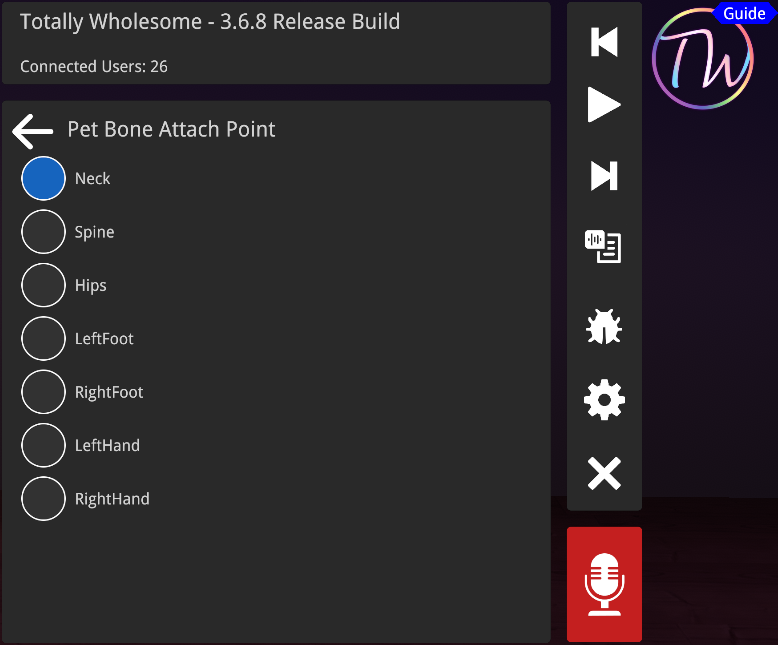 Totally Wholesome - 3.6.8 Release Build
Connected Users: 26
Guide
TW
Pet Bone Attach Point
Neck
Spine
Hips
LeftFoot
RightFoot
LeftHand
RightHand